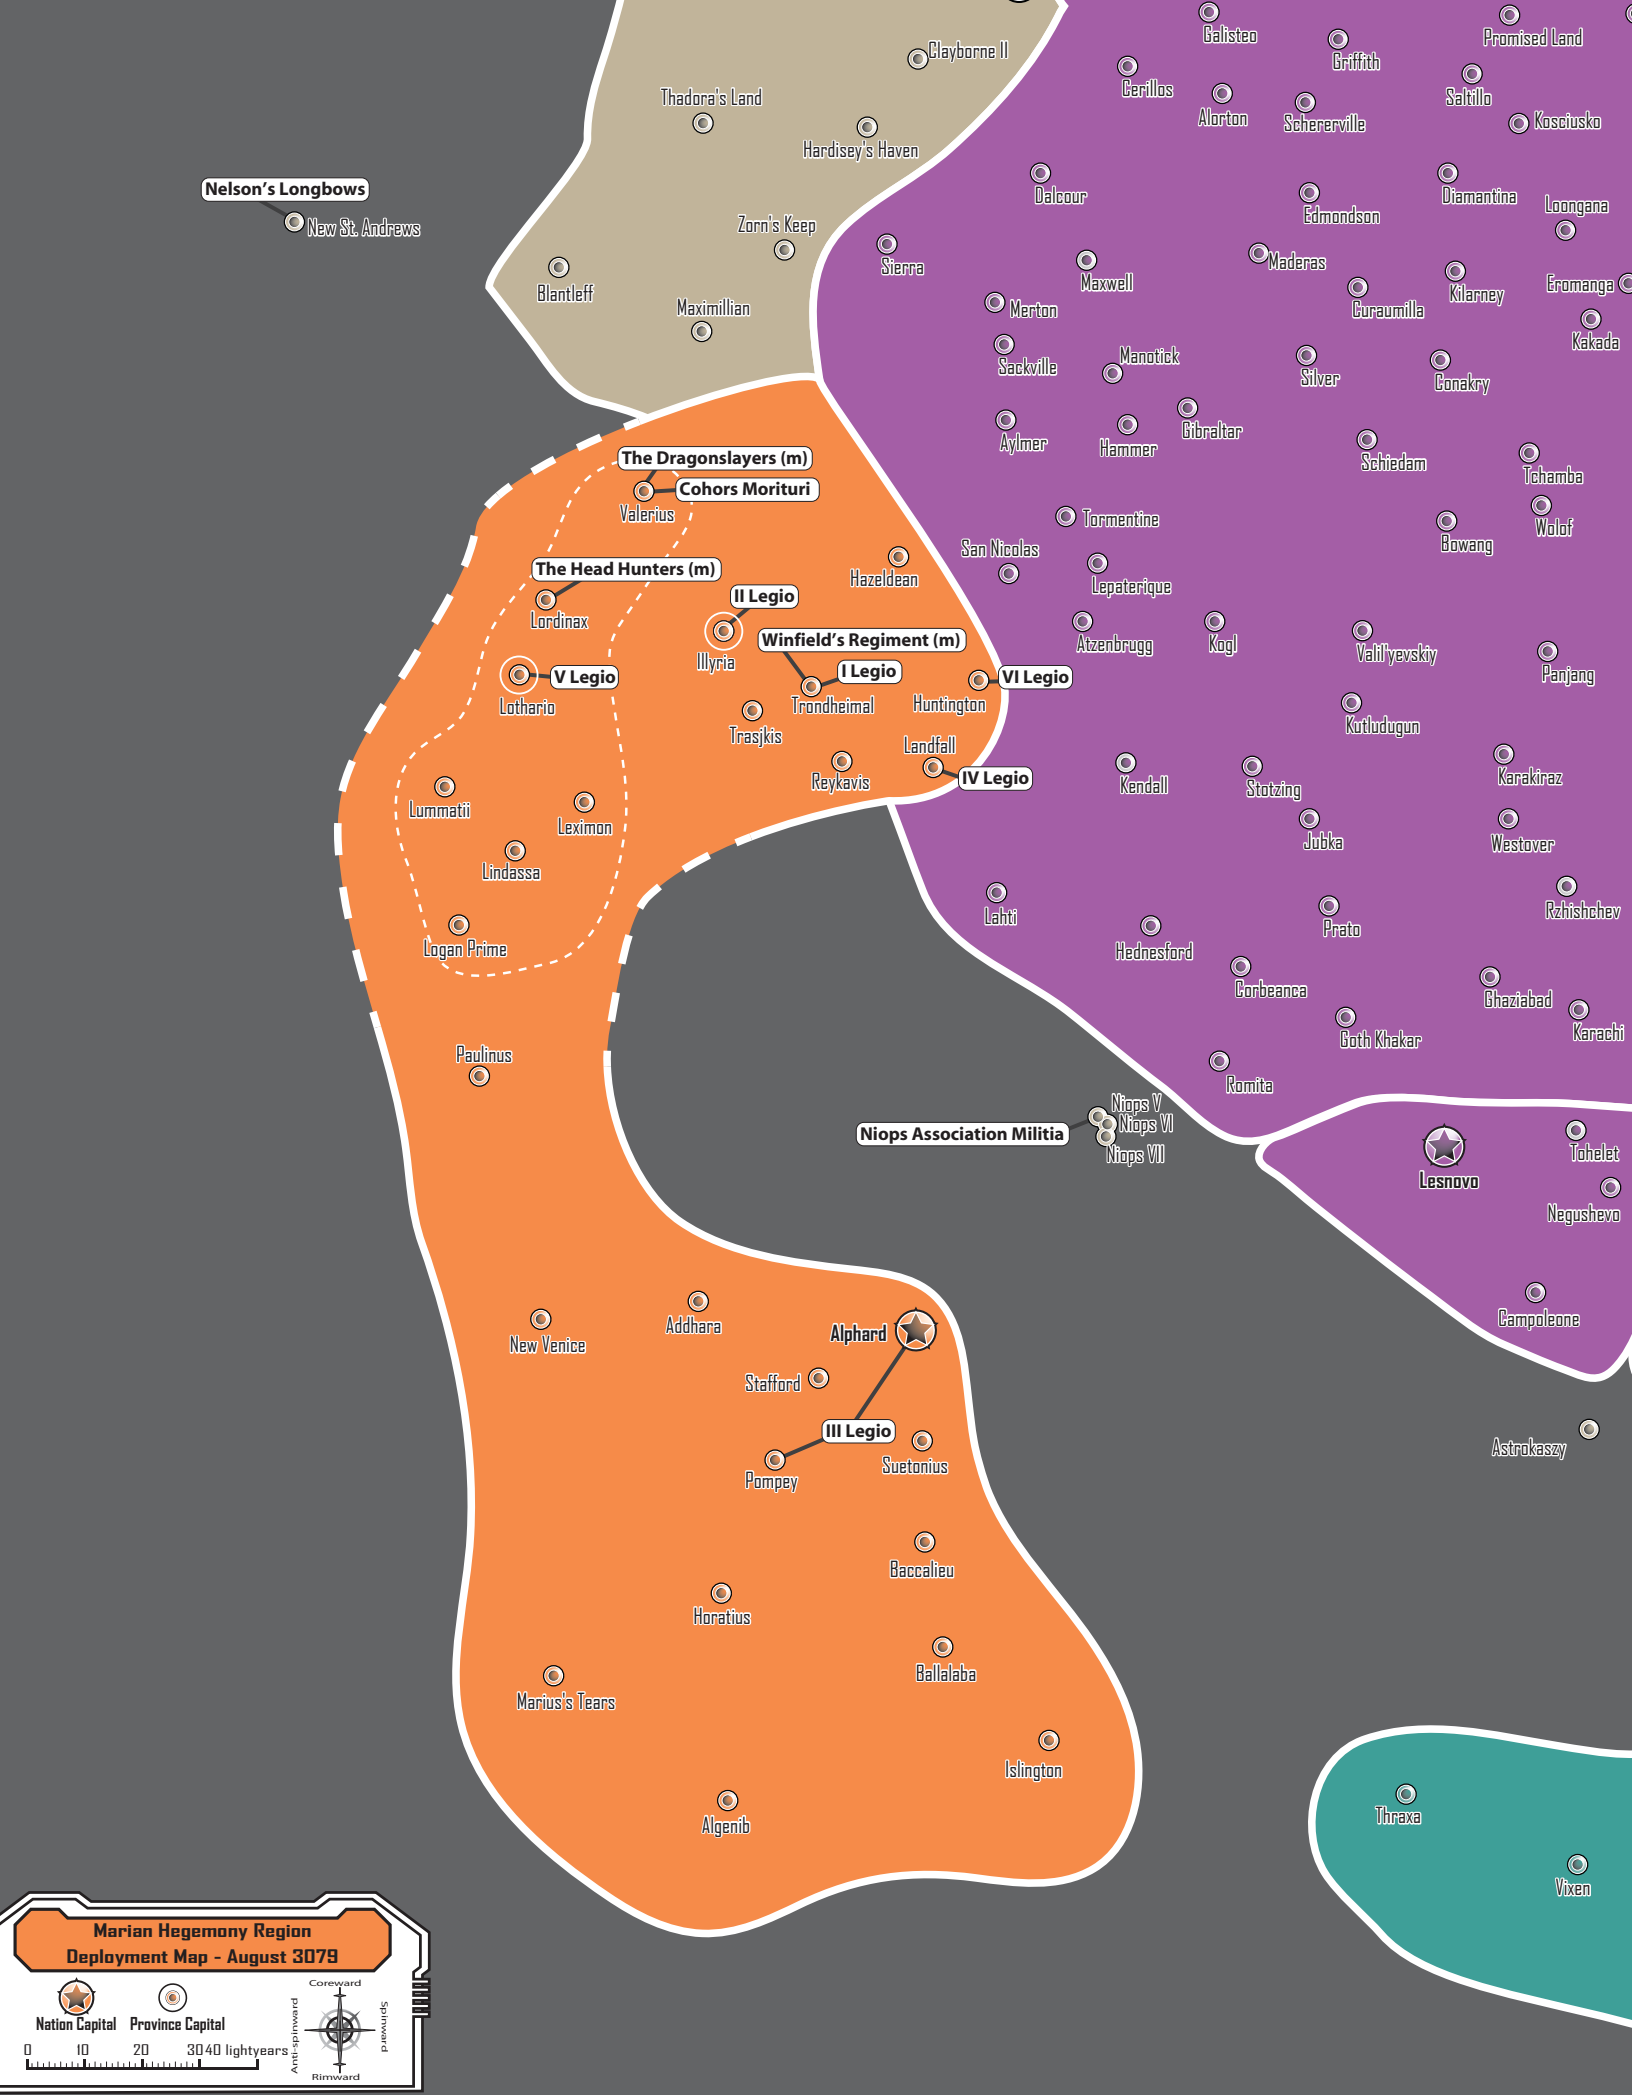 Clayborne II
Galisteo
Promised Land
Griffith
Cerillos
Saltillo
Thadora's Land
Alorton
Schererville
Kosciusko
Hardisey's Haven
Nelson's Longbows
New St. Andrews
Dalcour
Diamantina
Edmondson
Loongana
Zorn's Keep
Sierra
Maxwell
Maderas
Blantleff
Kilarney
Eromanga
Maximillian
Merton
Curaumilla
Kakada
Sackville
Manotick
Silver
Conakry
Aylmer
Hammer
Gibraltar
The Dragonslayers (m)
Schiedam
Tchamba
Cohors Morituri
Valerius
Tormentine
Wolof
San Nicolas
Bowang
The Head Hunters (m)
Hazeldean
Lepaterique
II Legio
Lordinax
Winfield's Regiment (m)
Atzenbrugg
Kogl
Valil'yevskiy
Illyria
I Legio
V Legio
VI Legio
Panjang
Lothario
Trondheimal
Huntington
Trasjkis
Kutludugun
Landfall
Reykavis
IV Legio
Kendall
Stotzing
Karakiraz
Lummatii
Leximon
Jubka
Westover
Lindassa
Lahti
Rzhishchev
Logan Prime
Hednesford
Prato
Corbeanca
Ghaziabad
Karachi
Goth Khakar
Paulinus
Romita
Niops V
Niops VI
Niops Association Militia
Niops VII
Tohelet
Lesnovo
Negushevo
Addhara
New Venice
Alphard
Campoleone
Stafford
III Legio
Astrokaszy
Suetonius
Pompey
Baccalieu
Horatius
Ballalaba
Marius's Tears
Islington
Thraxa
Algenib
Vixen
Marian Hegemony Region
Deployment Map - August 3079
Nation Capital
Province Capital
0 10 20 30 40 lightyears
Coreward
Anti-spinward
Spinward
Rimward